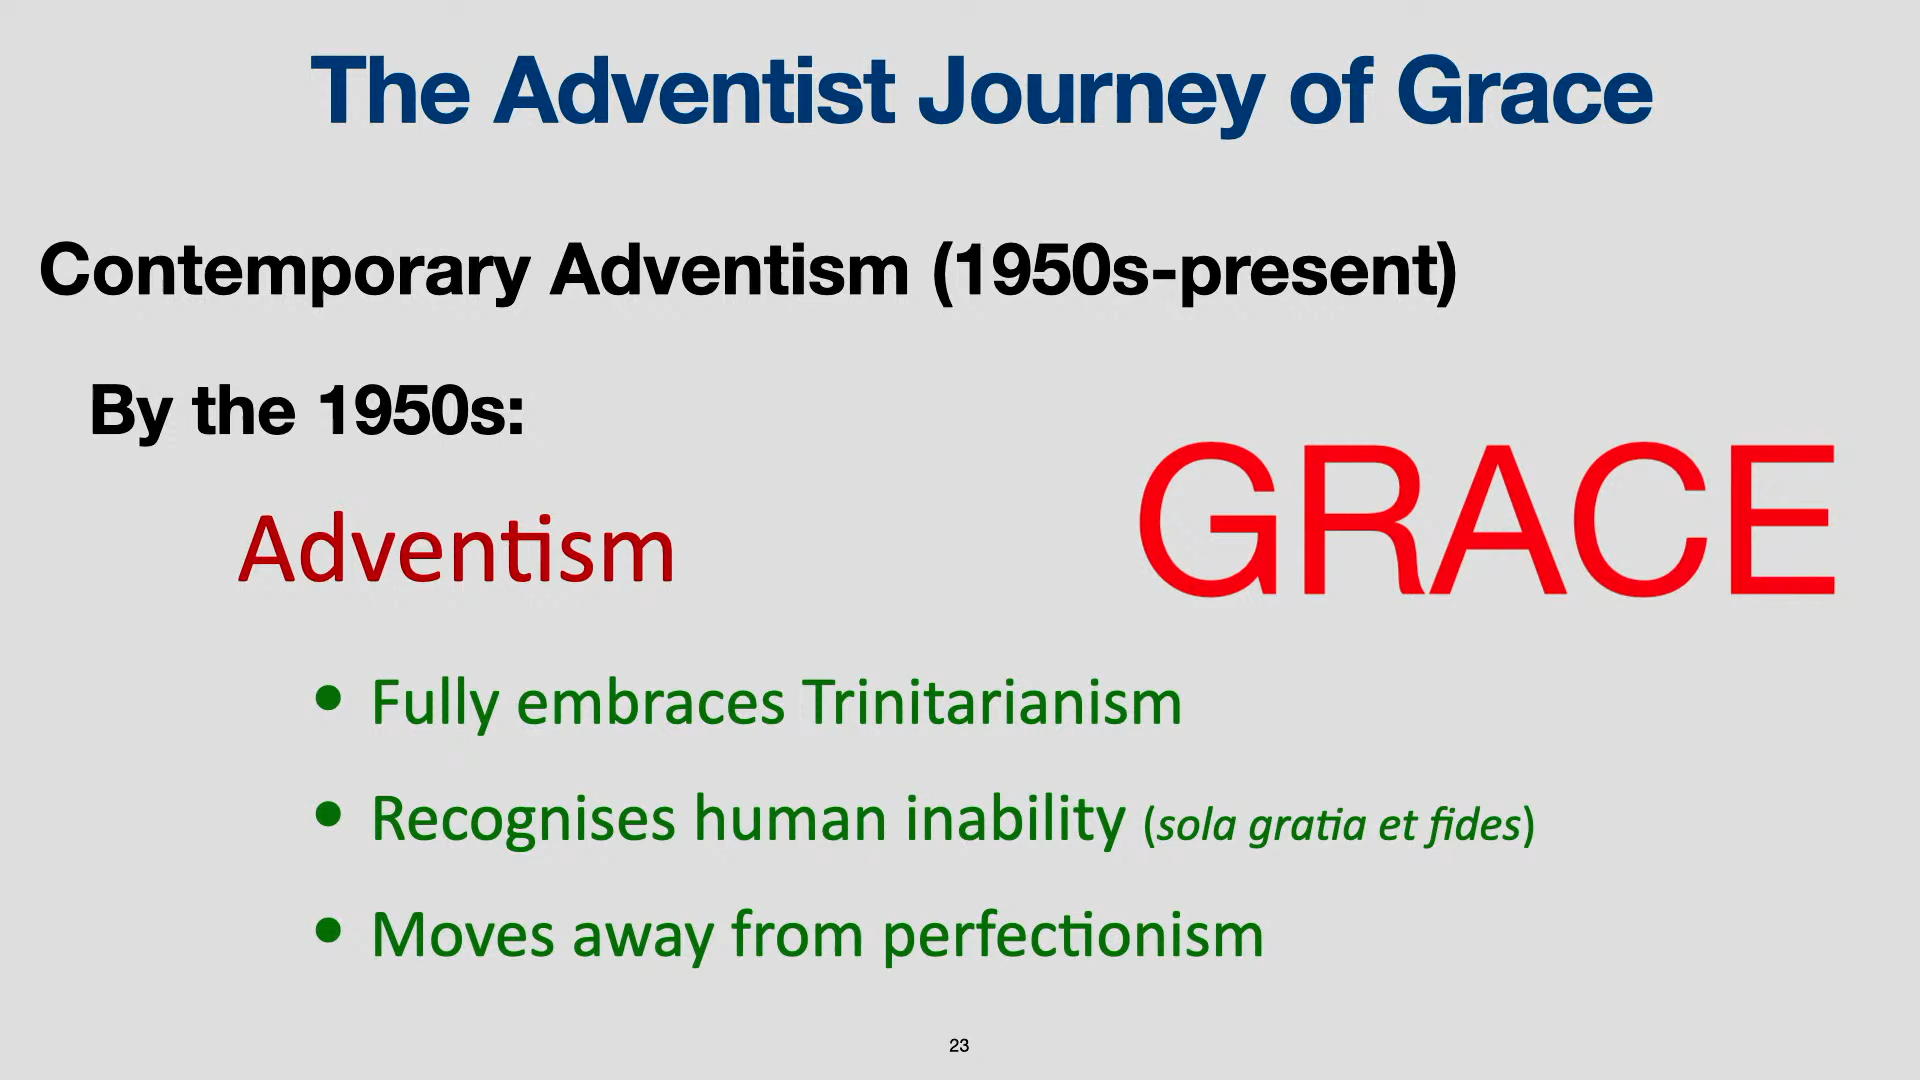 The Adventist Journey of Grace
Contemporary Adventism (1950s-present)
By the 1950s:
Adventism
GRACE
• Fully embraces Trinitarianism
• Recognises human inability (sola gratia et fides)
• Moves away from perfectionism
23